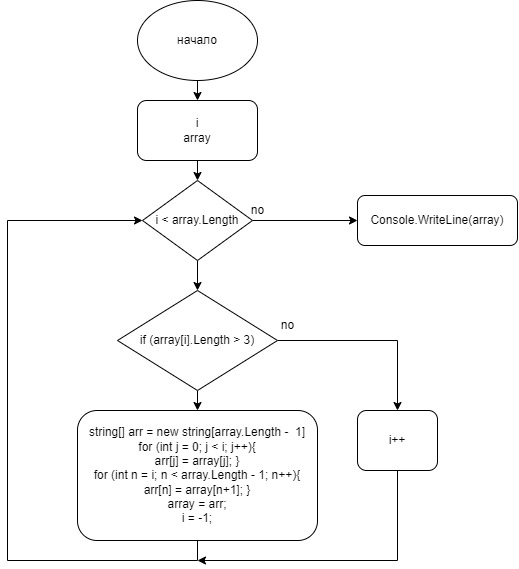 начало
i
array
i < array.Length
no
Console.WriteLine(array)
if (array[i].Length > 3)
no
string[] arr = new string[array.Length - 1]
for (int j = 0; j < i; j++){
arr[j] = array[j]; }
for (int n = i; n < array.Length - 1; n++){
arr[n] = array[n+1]; }
array = arr;
i = -1;
i++